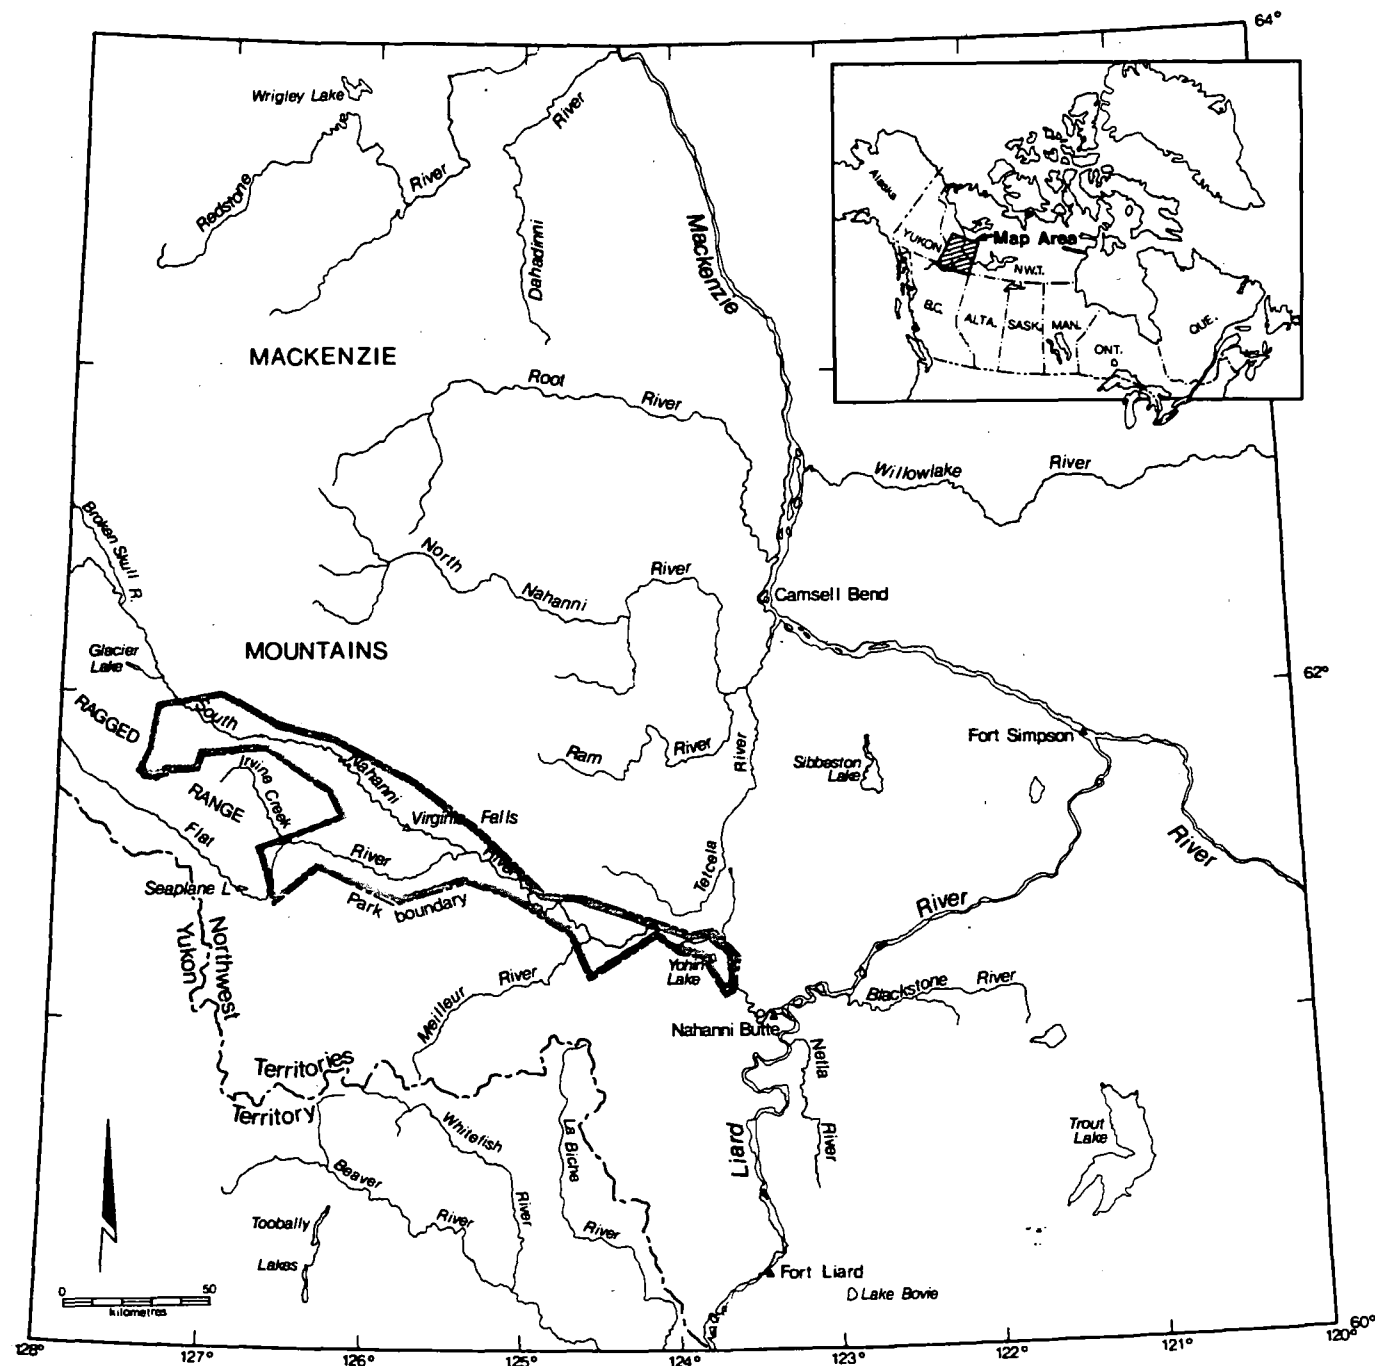 64°
Wrigley Lake
Redstone
River
River
Dahadinni
Mackenzie
Alaska
YUKON
Map Area
N.W.T.
B.C.
ALTA.
SASK.
MAN.
ONT.
QUE.
MACKENZIE
Root
River
Willowlake
River
Broken Skull R.
North
Nahanni
River
Camsell Bend
MOUNTAINS
Glacier
Lake
62°
RAGGED
South
Fort Simpson
Ram
River
River
Sibbeston
Lake
Nahanni
Irvine Creek
RANGE
Virginia Falls
Flat
River
River
River
Tetcela
Seaplane L.
Park boundary
River
Northwest
Yukon
Yohin
Lake
Meilleur
River
Blackstone
River
Nahanni Butte
Netla
River
Territories
Territory
Whitefish
River
La Biche
River
Liard
Trout
Lake
Beaver
River
Toobally
Lakes
Fort Liard
Lake Bovie
0
50
kilometres
128°
127°
126°
125°
124°
123°
122°
121°
120°
60°